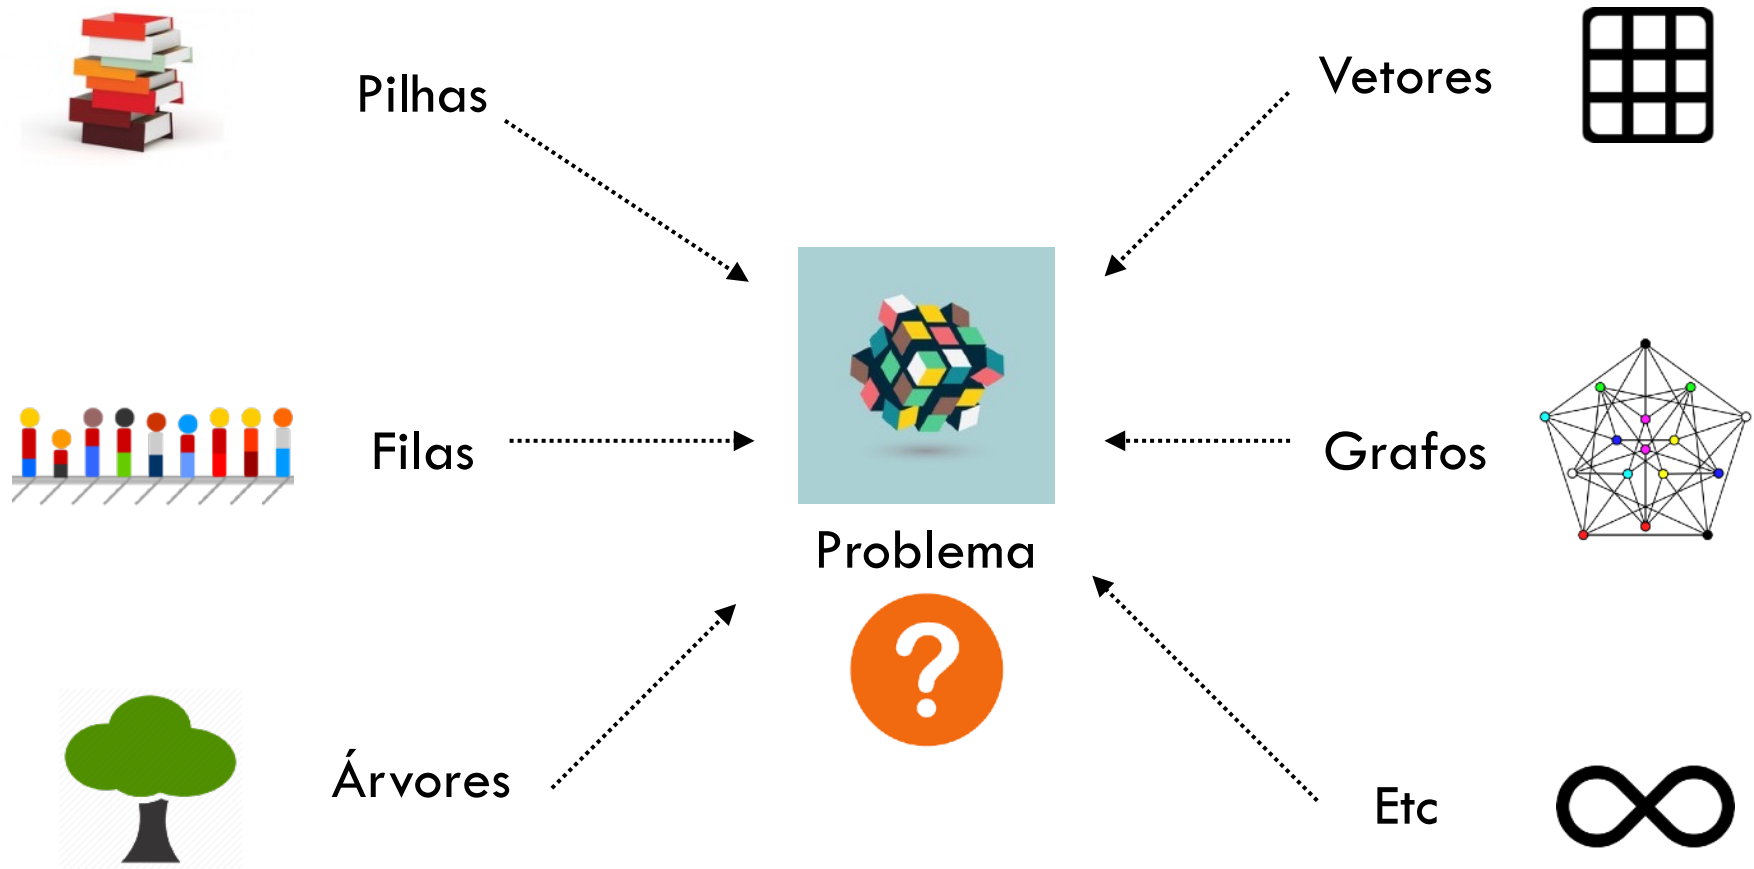 Pilhas
Vetores
Filas
Grafos
Problema
?
Árvores
Etc